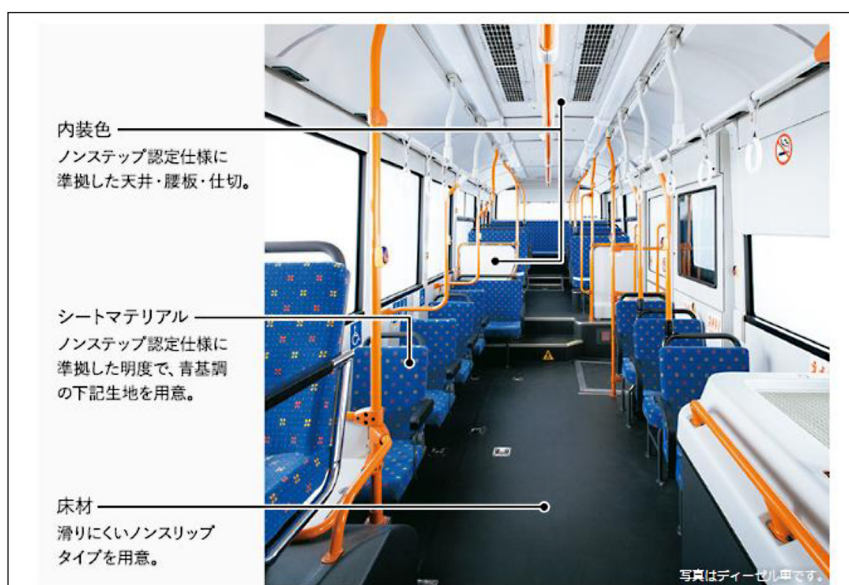 内装色
ノンステップ認定仕様に
準拠した天井・腰板・仕切。
シートマテリアル
ノンステップ認定仕様に
準拠した明度で、青基調
の下記生地を用意。
床材
滑りにくいノンスリップ
タイプを用意。
写真はディーゼル車です。